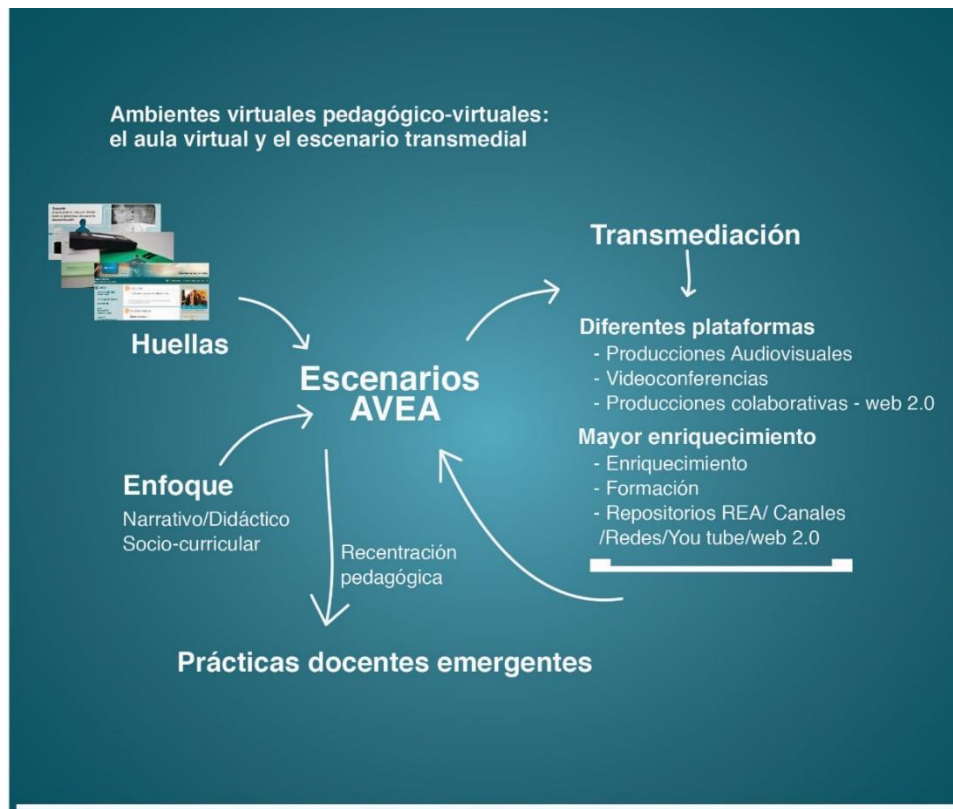 Ambientes virtuales pedagógico-virtuales:
el aula virtual y el escenario transmedial
Huellas
Enfoque
Narrativo/Didáctico
Socio-curricular
Escenarios
AVEA
Recentración
pedagógica
Prácticas docentes emergentes
Transmediación
Diferentes plataformas
- Producciones Audiovisuales
- Videoconferencias
- Producciones colaborativas - web 2.0
Mayor enriquecimiento
- Enriquecimiento
- Formación
- Repositorios REA/ Canales
/Redes/You tube/web 2.0